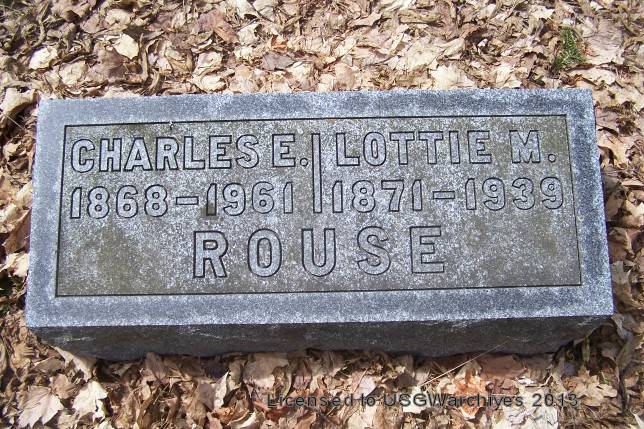 CHARLES E. LOTTIE M.
1868-1961 1871-1939
ROUSE
Licensed to USGWarchives 2013